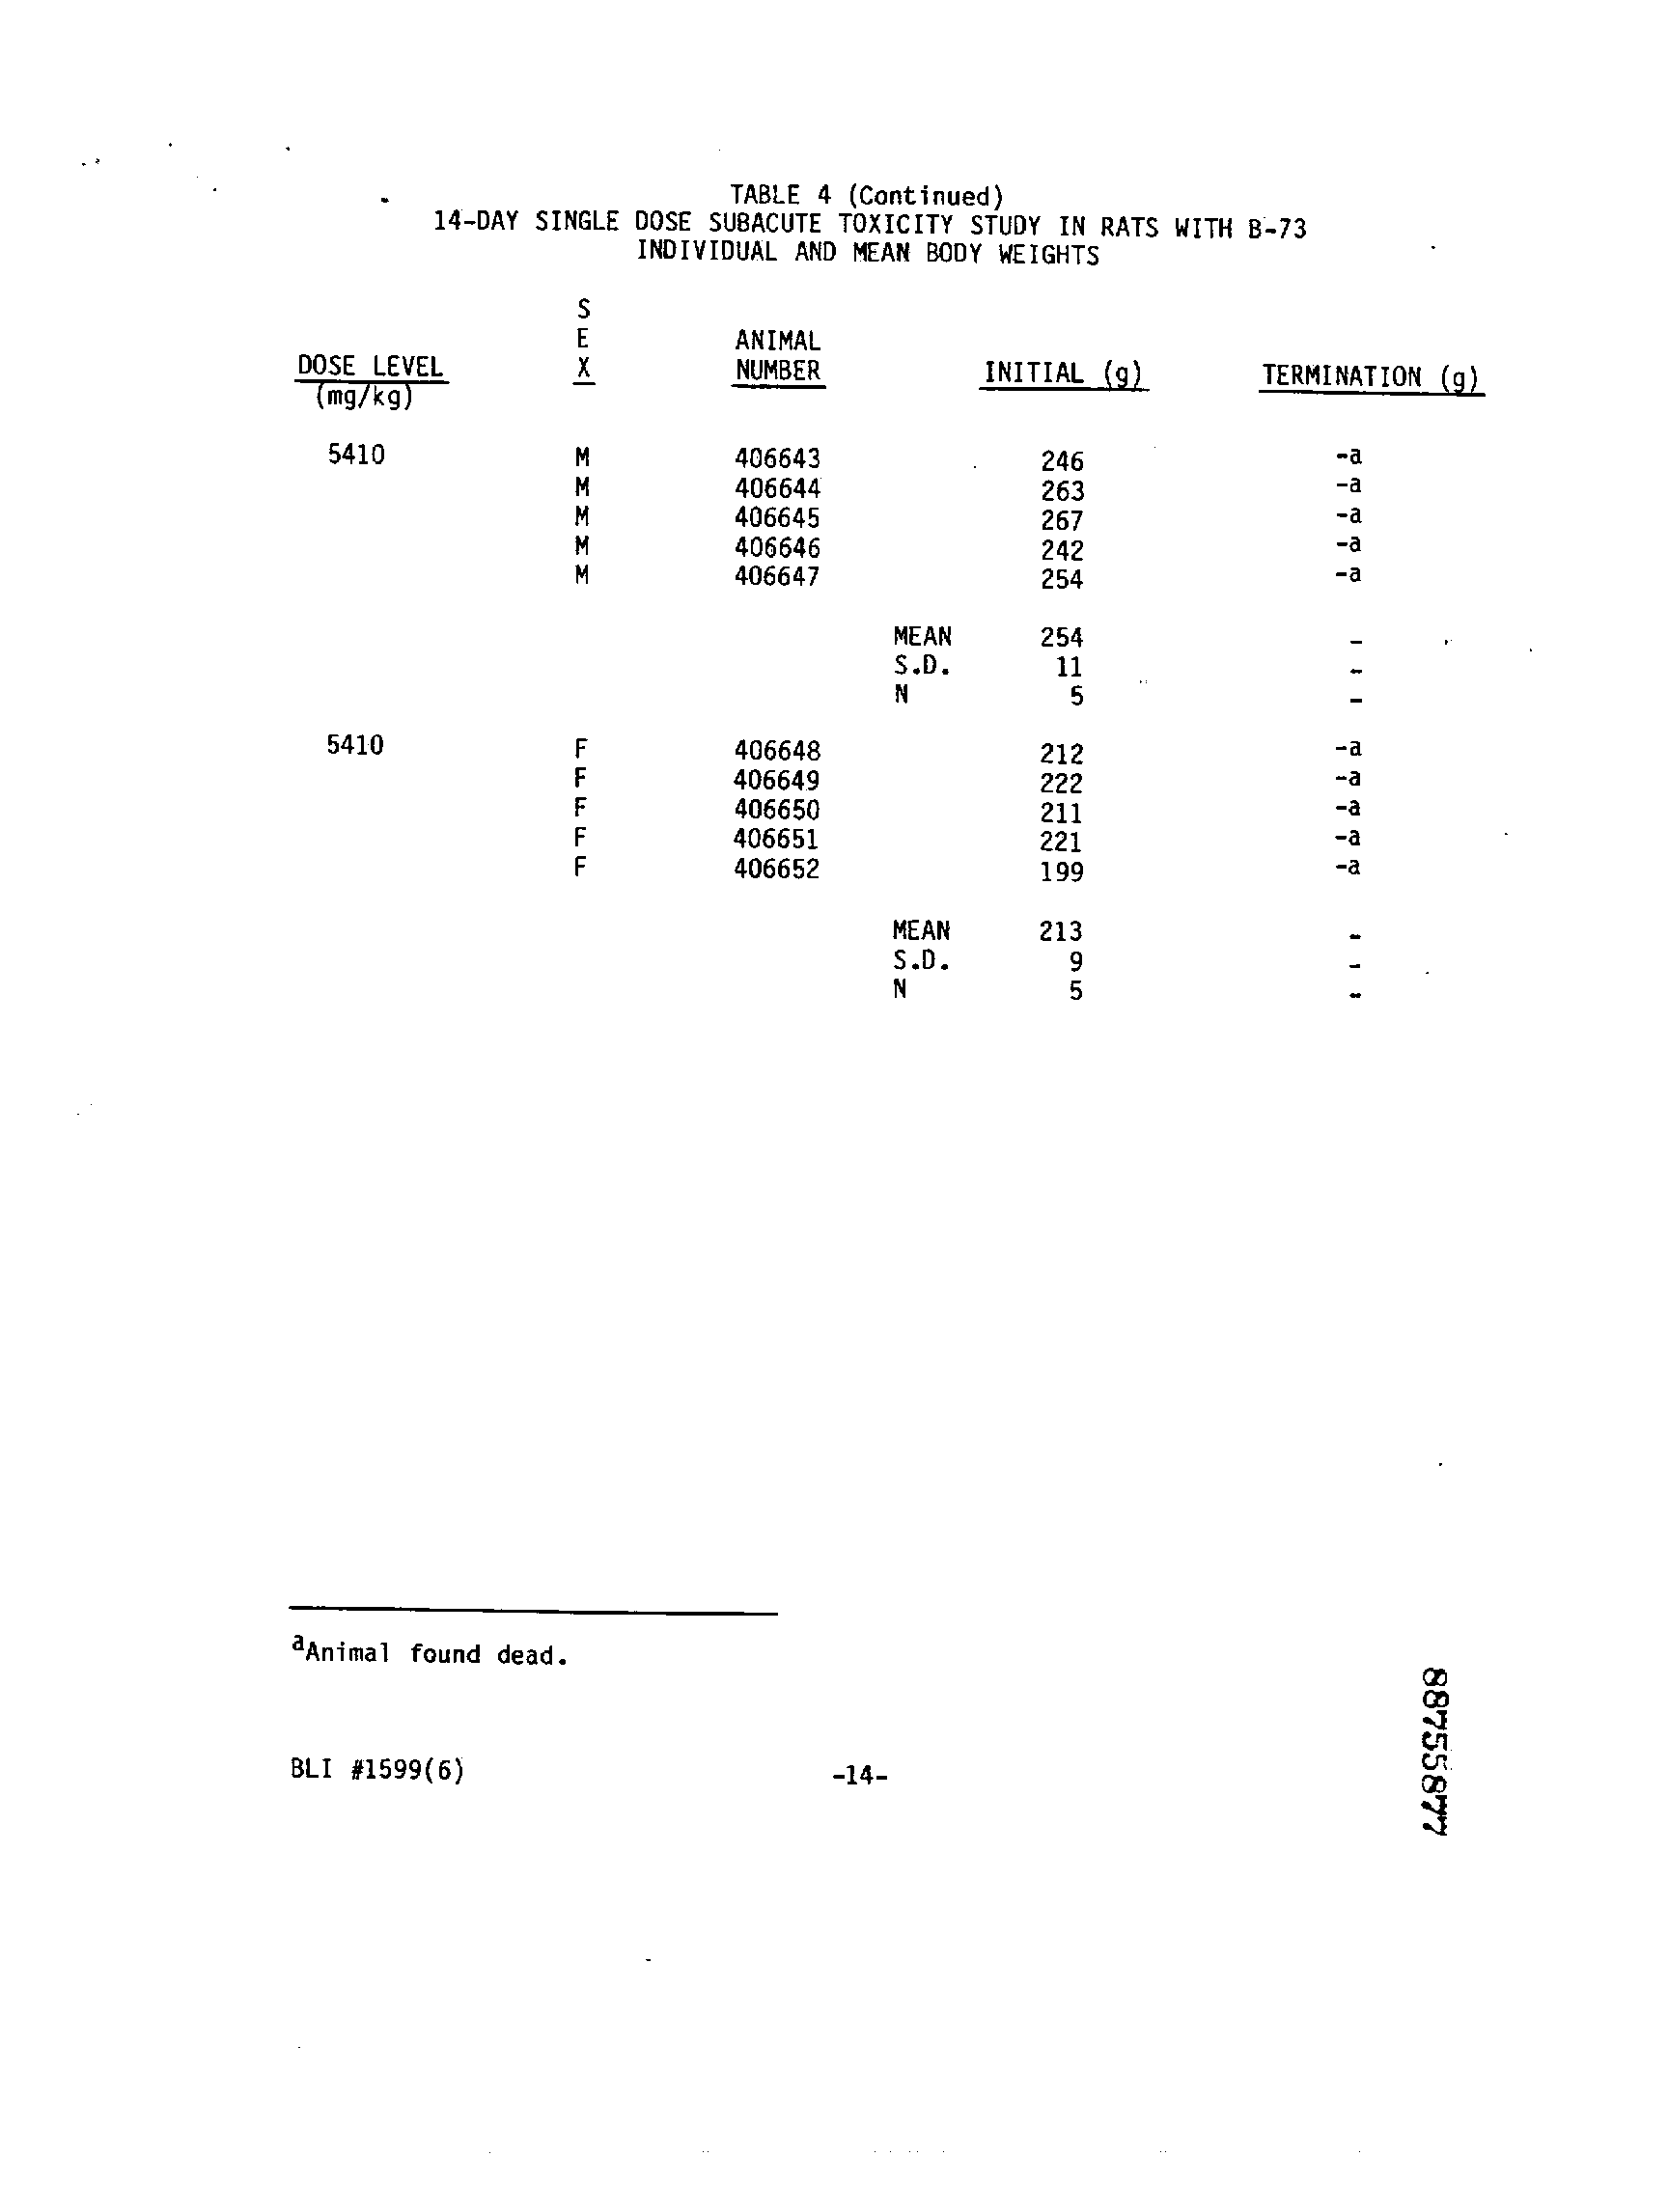 TABLE 4 (Continued)
14-DAY SINGLE DOSE SUBACUTE TOXICITY STUDY IN RATS WITH B-73
INDIVIDUAL AND MEAN BODY WEIGHTS
S
E ANIMAL
DOSE LEVEL X NUMBER INITIAL (g) TERMINATION (g)
(mg/kg)
5410 M 406643 246 -a
M 406644 263 -a
M 406645 267 -a
M 406646 242 -a
M 406647 254 -a
MEAN 254 -
S.D. 11 -
N 5 -
5410 F 406648 212 -a
F 406649 222 -a
F 406650 211 -a
F 406651 221 -a
F 406652 199 -a
MEAN 213 -
S.D. 9 -
N 5 -
aAnimal found dead.
BLI #1599(6) -14-
88755877